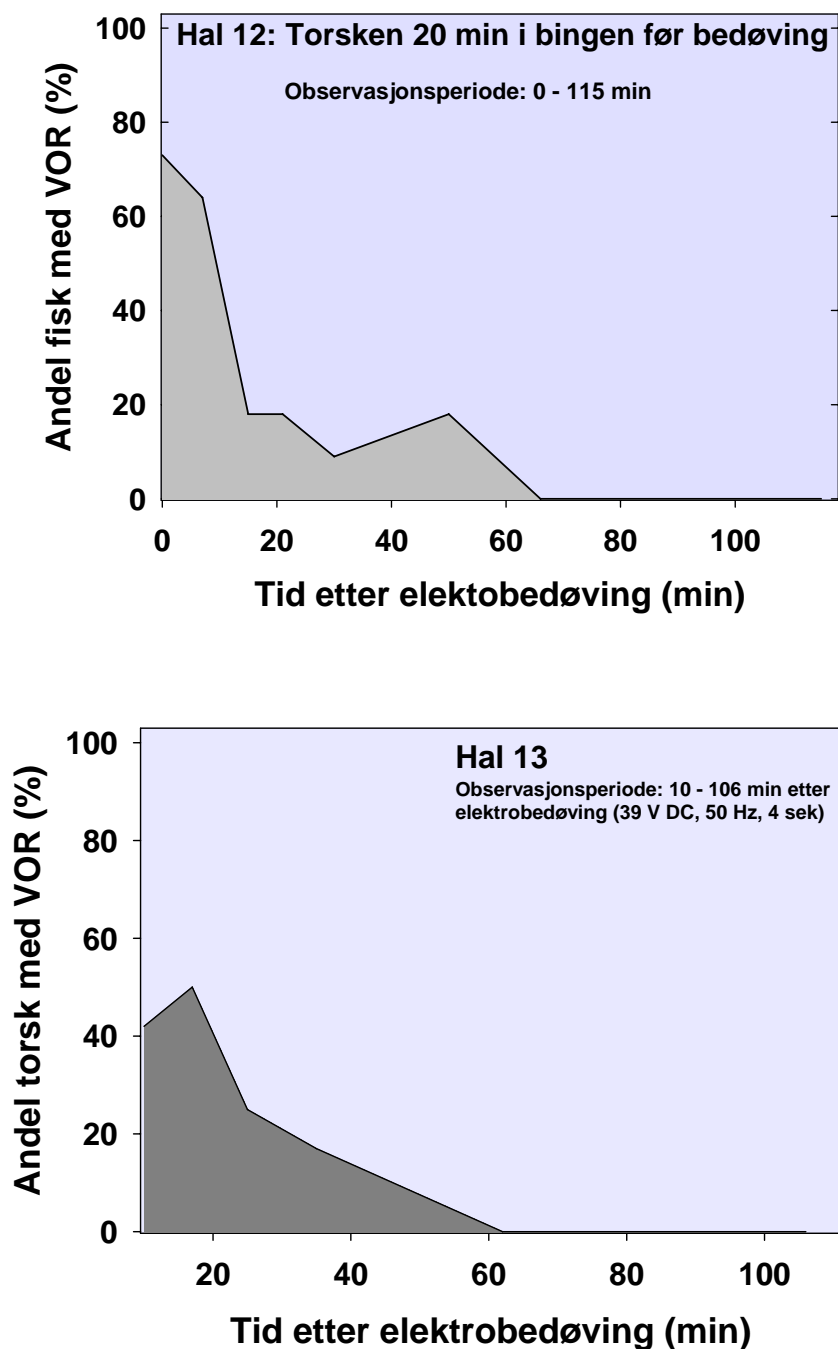 Hal 12: Torsken 20 min i bingen før bedøving
Observasjonsperiode: 0 - 115 min
Andel fisk med VOR (%)
100
80
60
40
20
0
0 20 40 60 80 100
Tid etter elektobedøving (min)
Hal 13
Observasjonsperiode: 10 - 106 min etter
elektrobedøving (39 V DC, 50 Hz, 4 sek)
Andel torsk med VOR (%)
100
80
60
40
20
0
20 40 60 80 100
Tid etter elektrobedøving (min)